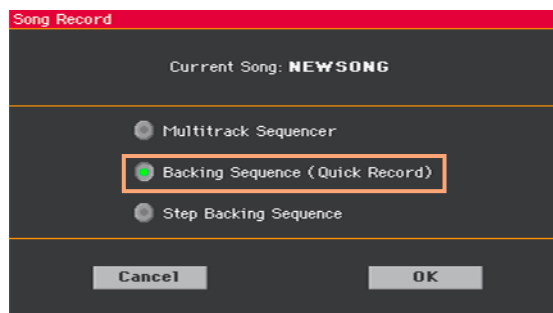 Song Record
Current Song: NEWSONG
Multitrack Sequencer
Backing Sequence (Quick Record)
Step Backing Sequence
Cancel OK